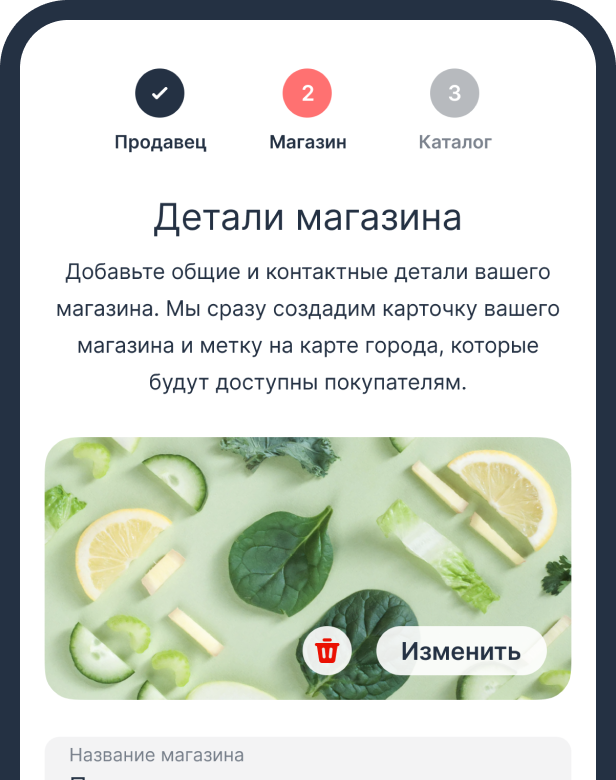 2
3
Продавец
Магазин
Каталог
Детали магазина
Добавьте общие и контактные детали вашего
магазина. Мы сразу создадим карточку вашего
магазина и метку на карте города, которые
будут доступны покупателям.
Изменить
Название магазина